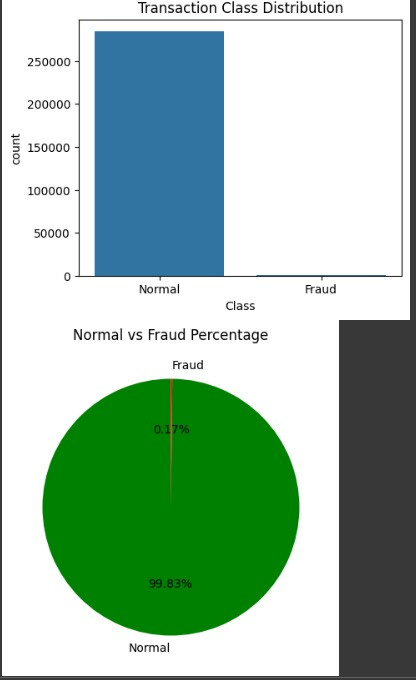 Transaction Class Distribution
250000
200000
150000
100000
50000
0
count
Normal Fraud
Class
Normal vs Fraud Percentage
Fraud
0.17%
99.83%
Normal